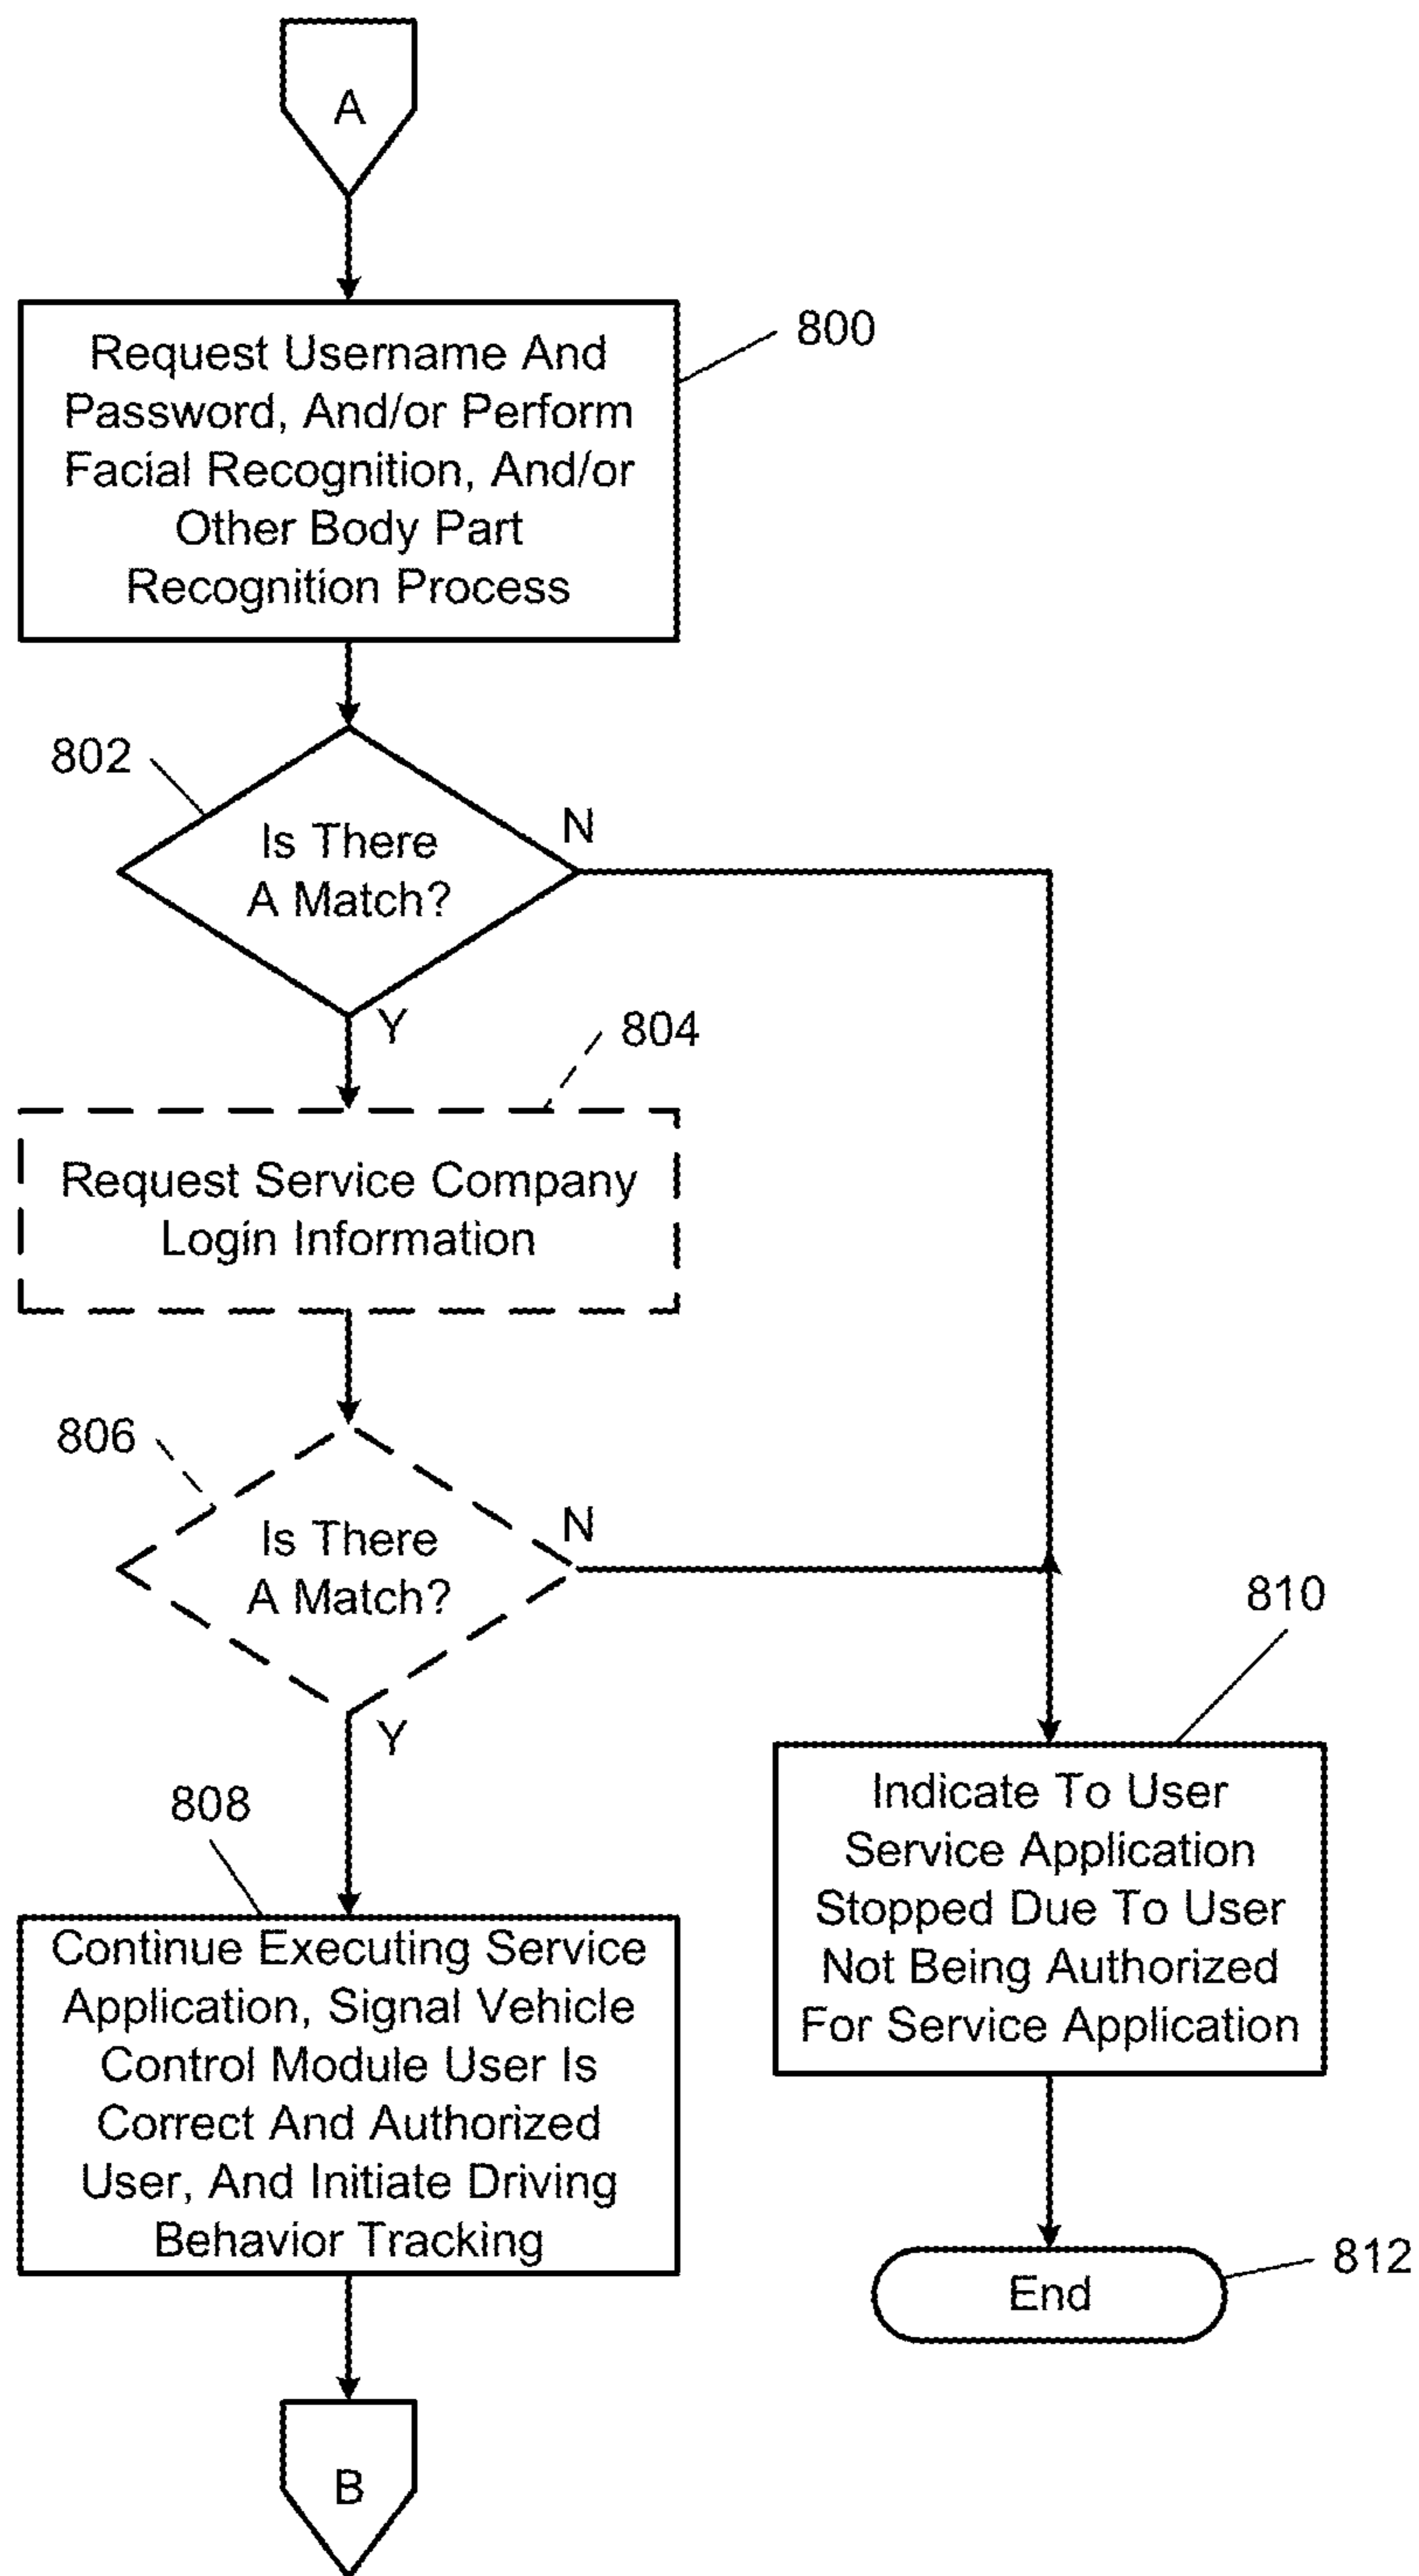 A
Request Username And
Password, And/or Perform
Facial Recognition, And/or
Other Body Part
Recognition Process
800
802
Is There
A Match?
N
Y
804
Request Service Company
Login Information
806
Is There
A Match?
N
Y
808
Continue Executing Service
Application, Signal Vehicle
Control Module User Is
Correct And Authorized
User, And Initiate Driving
Behavior Tracking
810
Indicate To User
Service Application
Stopped Due To User
Not Being Authorized
For Service Application
End
812
B